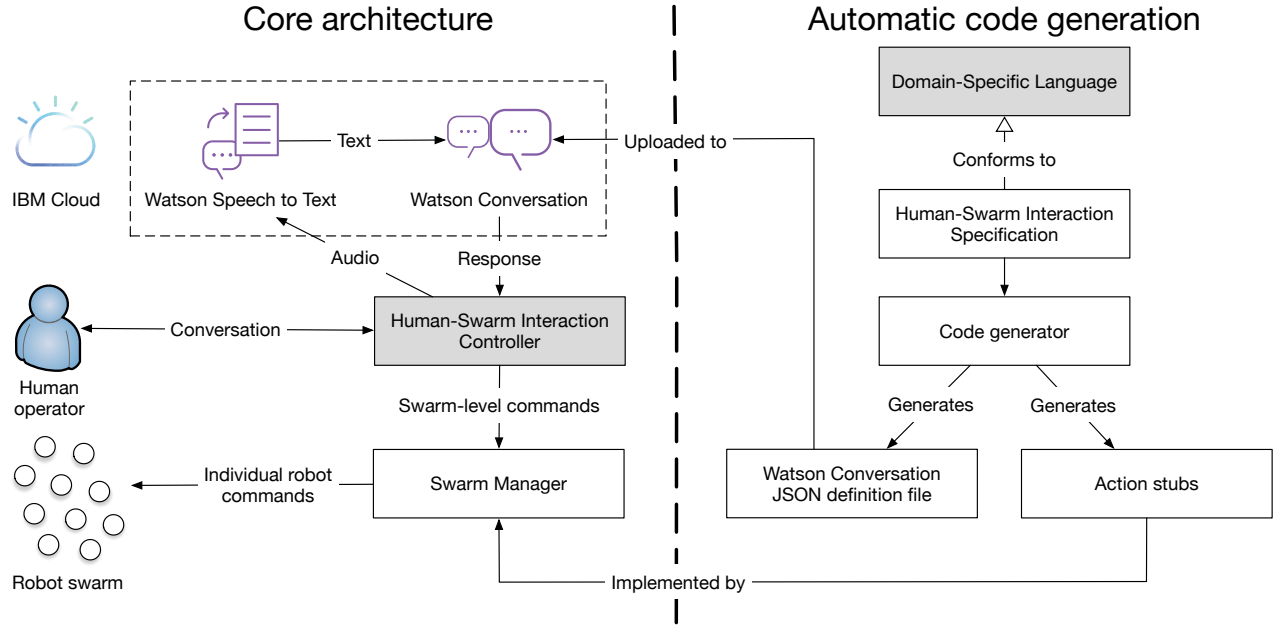 Core architecture
Automatic code generation
Domain-Specific Language
Text
Uploaded to
Conforms to
IBM Cloud
Watson Speech to Text
Watson Conversation
Human-Swarm Interaction
Specification
Audio
Response
Conversation
Human-Swarm Interaction
Controller
Code generator
Human
operator
Swarm-level commands
Generates
Generates
Individual robot
commands
Swarm Manager
Watson Conversation
JSON definition file
Action stubs
Robot swarm
Implemented by